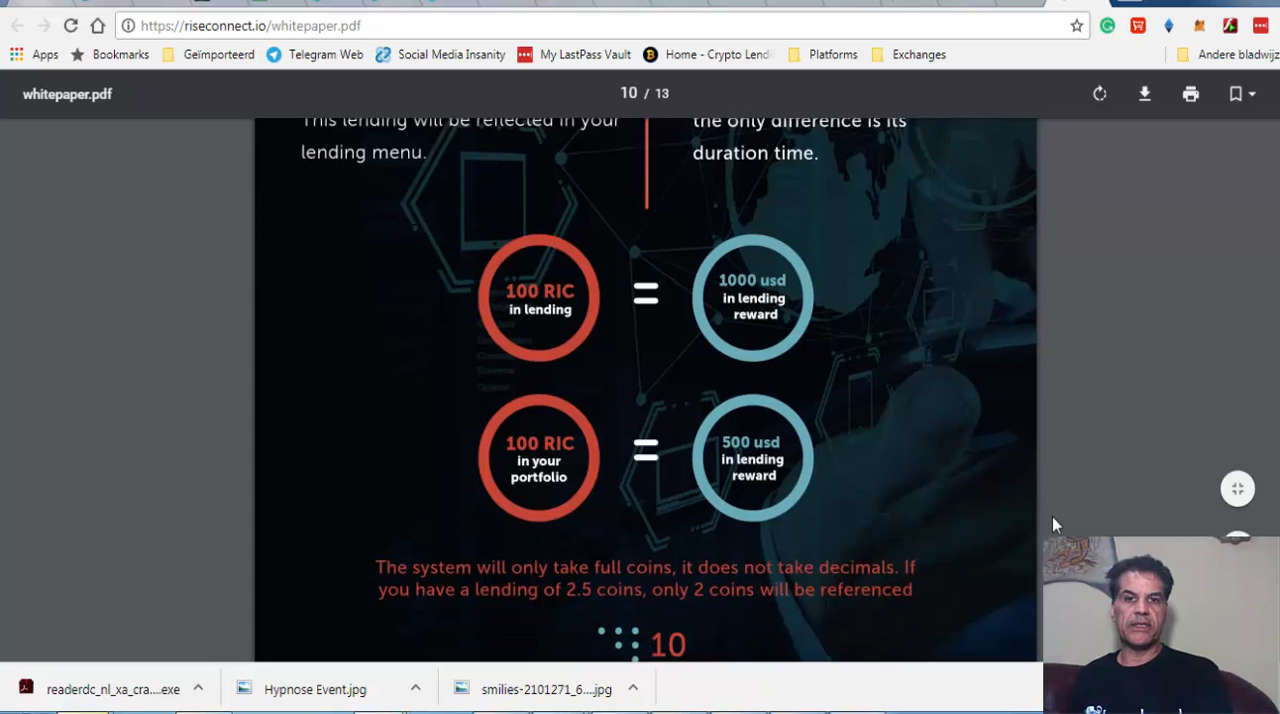 https://riseconnect.io/whitepaper.pdf
Apps Bookmarks Geïmporteerd Telegram Web Social Media Insanity My LastPass Vault Home - Crypto Lendi Platforms Exchanges Andere bladwijz
whitepaper.pdf 10 / 13
This lending will be reflected in your
lending menu.
the only difference is its
duration time.
100 RIC
in lending
=
1000 usd
in lending
reward
100 RIC
in your
portfolio
=
500 usd
in lending
reward
The system will only take full coins, it does not take decimals. If
you have a lending of 2.5 coins, only 2 coins will be referenced
10
readerdc_nl_xa_cra....exe Hypnose Event.jpg smilies-2101271_6....jpg